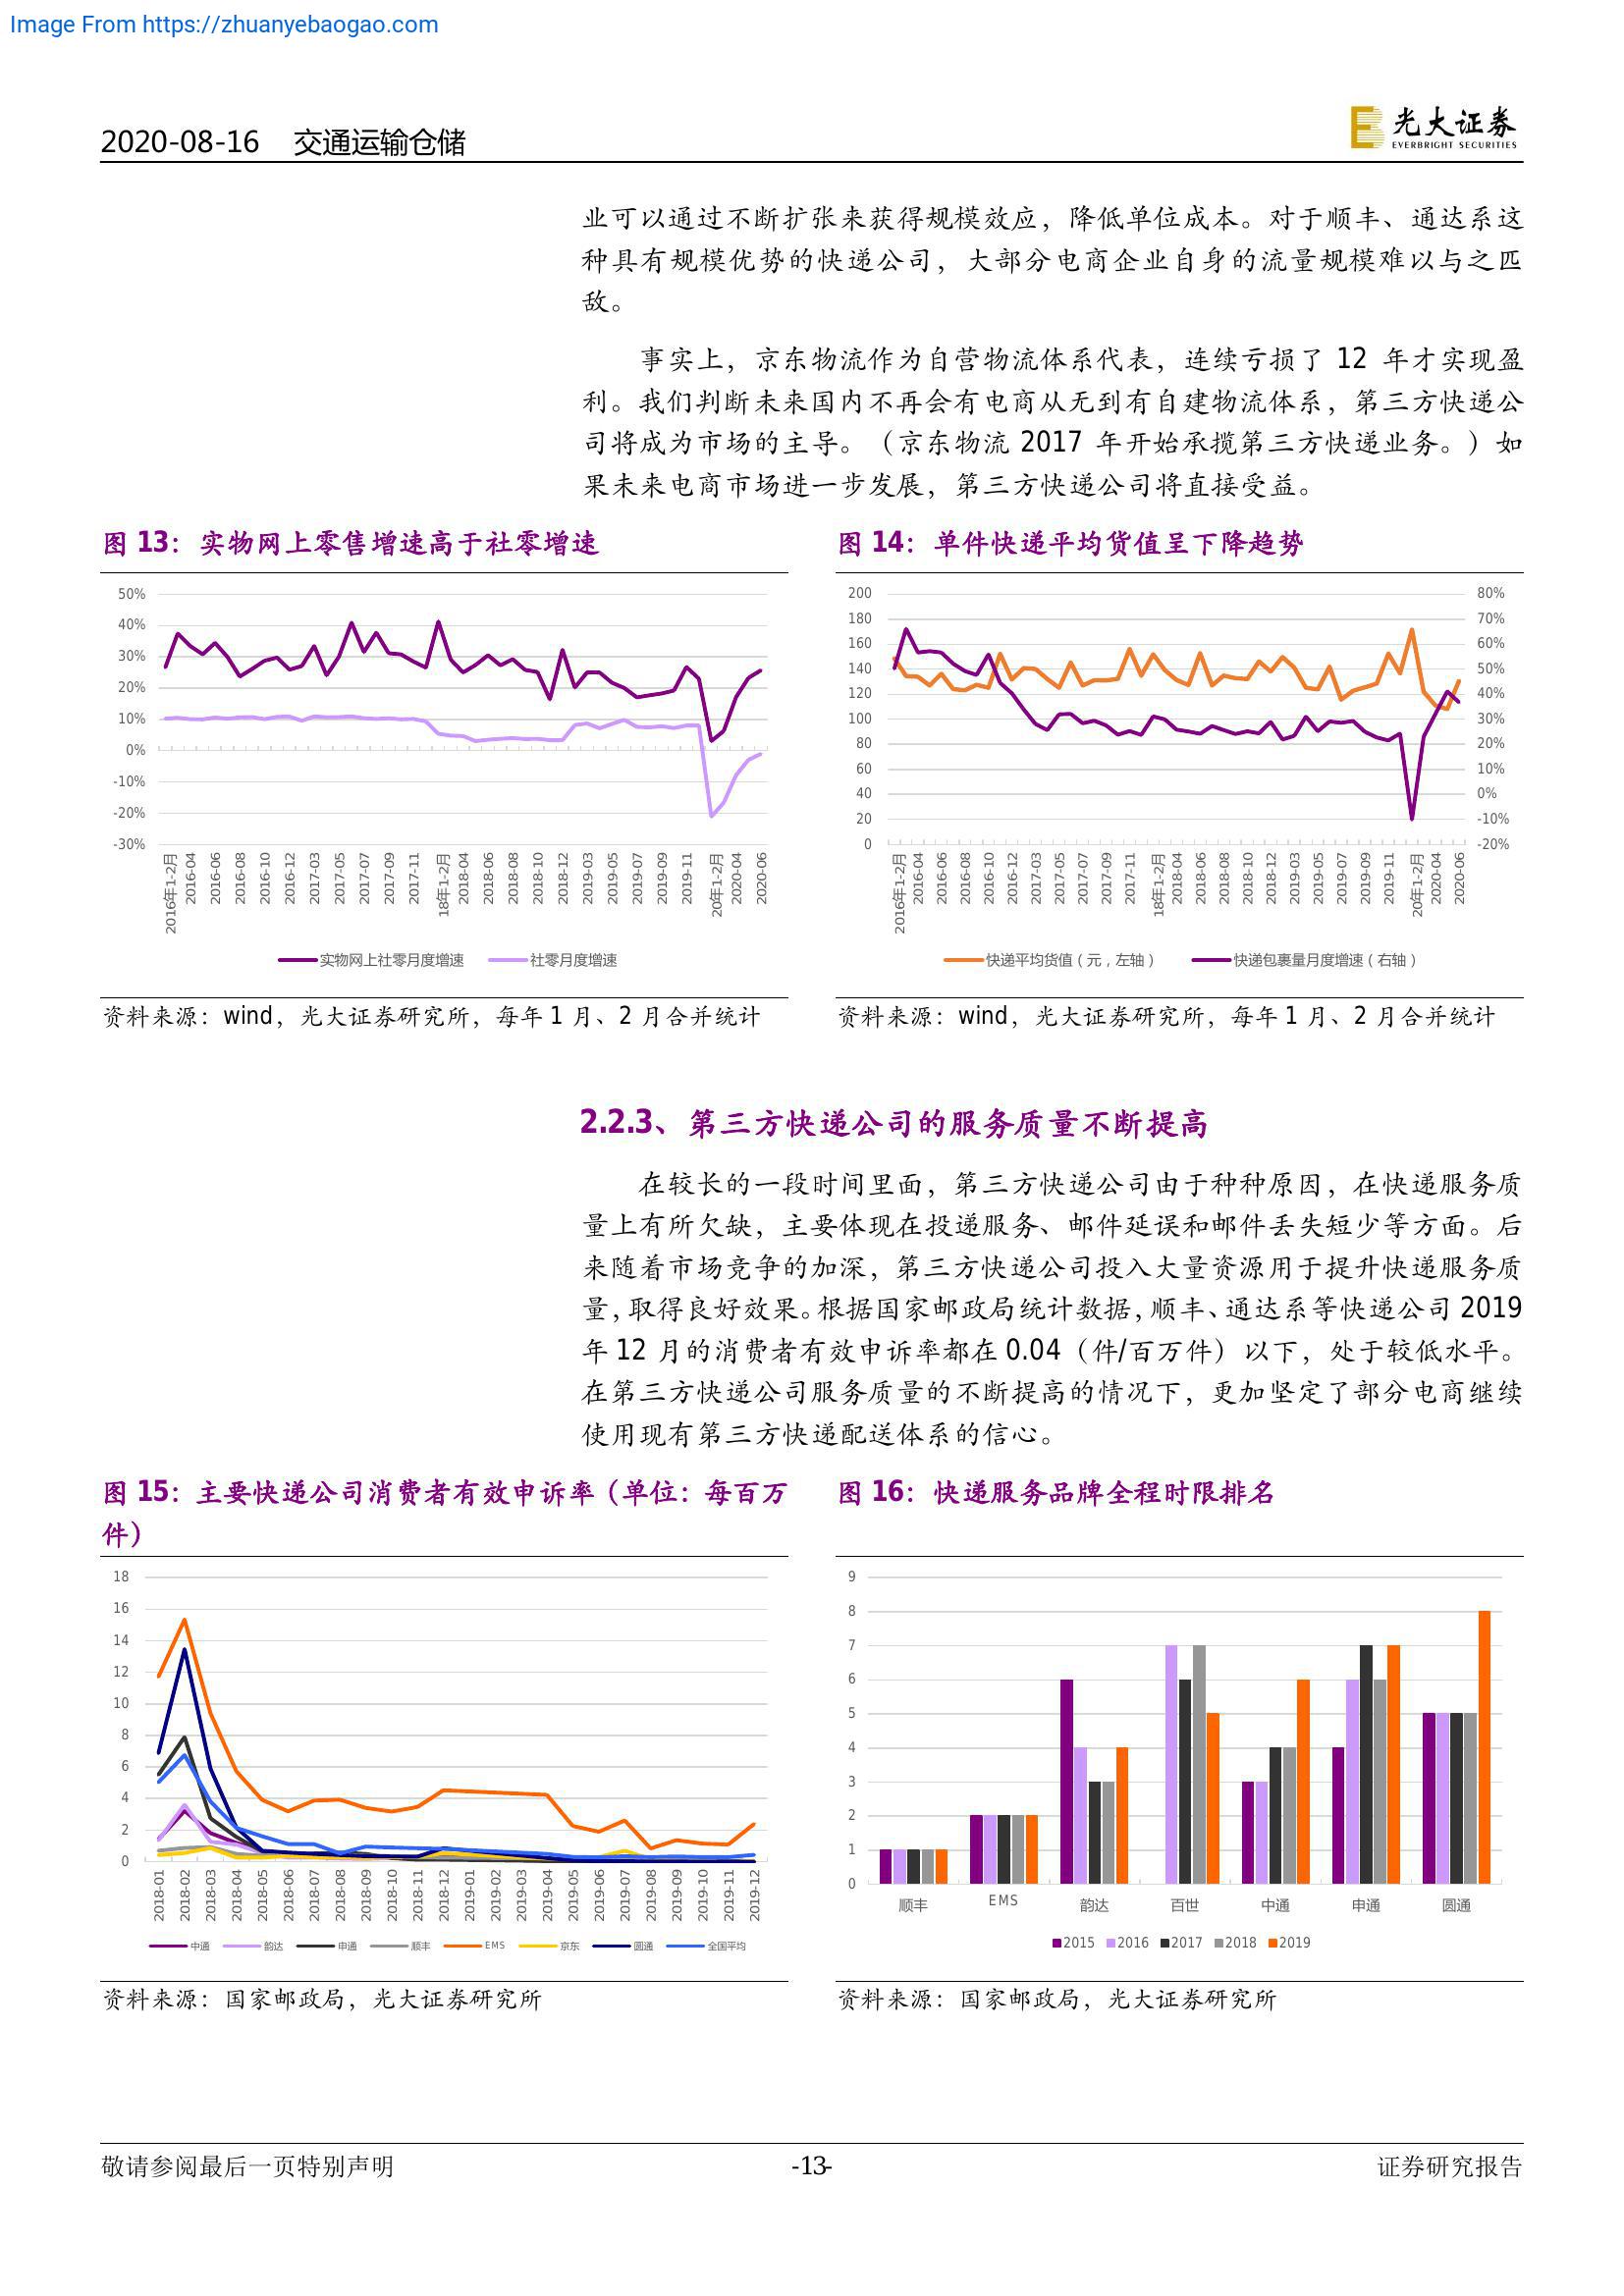 Image From https://zhuanyebaogao.com
2020-08-16 交通运输仓储
光大证券
EVERBRIGHT SECURITIES
业可以通过不断扩张来获得规模效应，降低单位成本。对于顺丰、通达系这
种具有规模优势的快递公司，大部分电商企业自身的流量规模难以与之匹
敌。
事实上，京东物流作为自营物流体系代表，连续亏损了 12 年才实现盈
利。我们判断未来国内不再会有电商从无到有自建物流体系，第三方快递公
司将成为市场的主导。（京东物流 2017 年开始承揽第三方快递业务。）如
果未来电商市场进一步发展，第三方快递公司将直接受益。
图 13：实物网上零售增速高于社零增速
50%
40%
30%
20%
10%
0%
-10%
-20%
-30%
2016年1-2月
2016-04
2016-06
2016-08
2016-10
2016-12
2017-03
2017-05
2017-07
2017-09
2017-11
18年1-2月
2018-04
2018-06
2018-08
2018-10
2018-12
2019-03
2019-05
2019-07
2019-09
2019-11
20年1-2月
2020-04
2020-06
实物网上社零月度增速 社零月度增速
资料来源：wind，光大证券研究所，每年 1 月、2 月合并统计
图 14：单件快递平均货值呈下降趋势
200
180
160
140
120
100
80
60
40
20
0
80%
70%
60%
50%
40%
30%
20%
10%
0%
-10%
-20%
2016年1-2月
2016-04
2016-06
2016-08
2016-10
2016-12
2017-03
2017-05
2017-07
2017-09
2017-11
18年1-2月
2018-04
2018-06
2018-08
2018-10
2018-12
2019-03
2019-05
2019-07
2019-09
2019-11
20年1-2月
2020-04
2020-06
快递平均货值（元，左轴） 快递包裹量月度增速（右轴）
资料来源：wind，光大证券研究所，每年 1 月、2 月合并统计
2.2.3、第三方快递公司的服务质量不断提高
在较长的一段时间里面，第三方快递公司由于种种原因，在快递服务质
量上有所欠缺，主要体现在投递服务、邮件延误和邮件丢失短少等方面。后
来随着市场竞争的加深，第三方快递公司投入大量资源用于提升快递服务质
量，取得良好效果。根据国家邮政局统计数据，顺丰、通达系等快递公司 2019
年 12 月的消费者有效申诉率都在 0.04（件/百万件）以下，处于较低水平。
在第三方快递公司服务质量的不断提高的情况下，更加坚定了部分电商继续
使用现有第三方快递配送体系的信心。
图 15：主要快递公司消费者有效申诉率（单位：每百万
件）
18
16
14
12
10
8
6
4
2
0
2018-01
2018-02
2018-03
2018-04
2018-05
2018-06
2018-07
2018-08
2018-09
2018-10
2018-11
2018-12
2019-01
2019-02
2019-03
2019-04
2019-05
2019-06
2019-07
2019-08
2019-09
2019-10
2019-11
2019-12
中通 韵达 申通 顺丰 EMS 京东 圆通 全国平均
资料来源：国家邮政局，光大证券研究所
图 16：快递服务品牌全程时限排名
9
8
7
6
5
4
3
2
1
0
顺丰 EMS 韵达 百世 中通 申通 圆通
2015 2016 2017 2018 2019
资料来源：国家邮政局，光大证券研究所
敬请参阅最后一页特别声明 -13- 证券研究报告